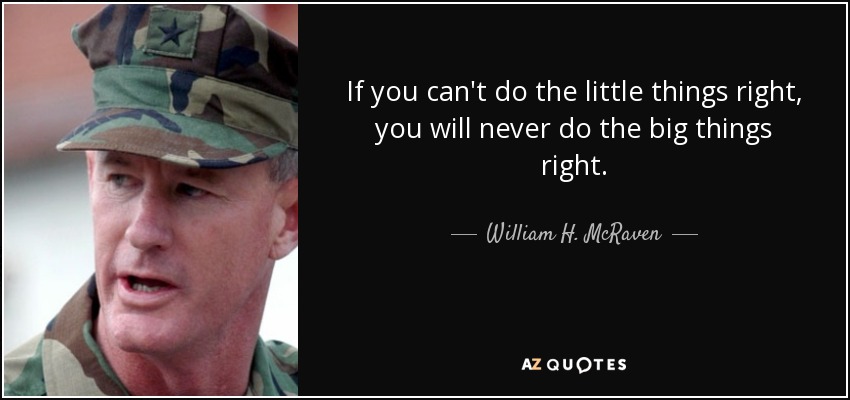 If you can't do the little things right,
you will never do the big things
right.
William H. McRaven
AZ QUOTES